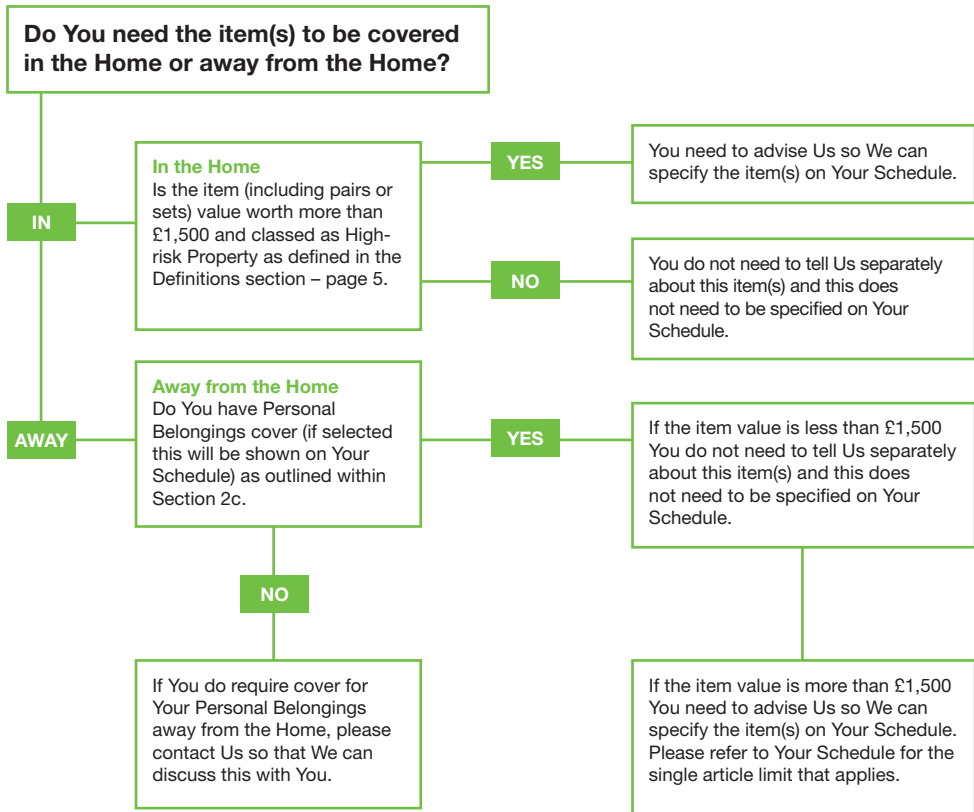 Do You need the item(s) to be covered
in the Home or away from the Home?
IN
In the Home
Is the item (including pairs or
sets) value worth more than
£1,500 and classed as High-
risk Property as defined in the
Definitions section – page 5.
YES
You need to advise Us so We can
specify the item(s) on Your Schedule.
NO
You do not need to tell Us separately
about this item(s) and this does
not need to be specified on Your
Schedule.
AWAY
Away from the Home
Do You have Personal
Belongings cover (if selected
this will be shown on Your
Schedule) as outlined within
Section 2c.
YES
If the item value is less than £1,500
You do not need to tell Us separately
about this item(s) and this does
not need to be specified on Your
Schedule.
NO
If You do require cover for
Your Personal Belongings
away from the Home, please
contact Us so that We can
discuss this with You.
If the item value is more than £1,500
You need to advise Us so We can
specify the item(s) on Your Schedule.
Please refer to Your Schedule for the
single article limit that applies.